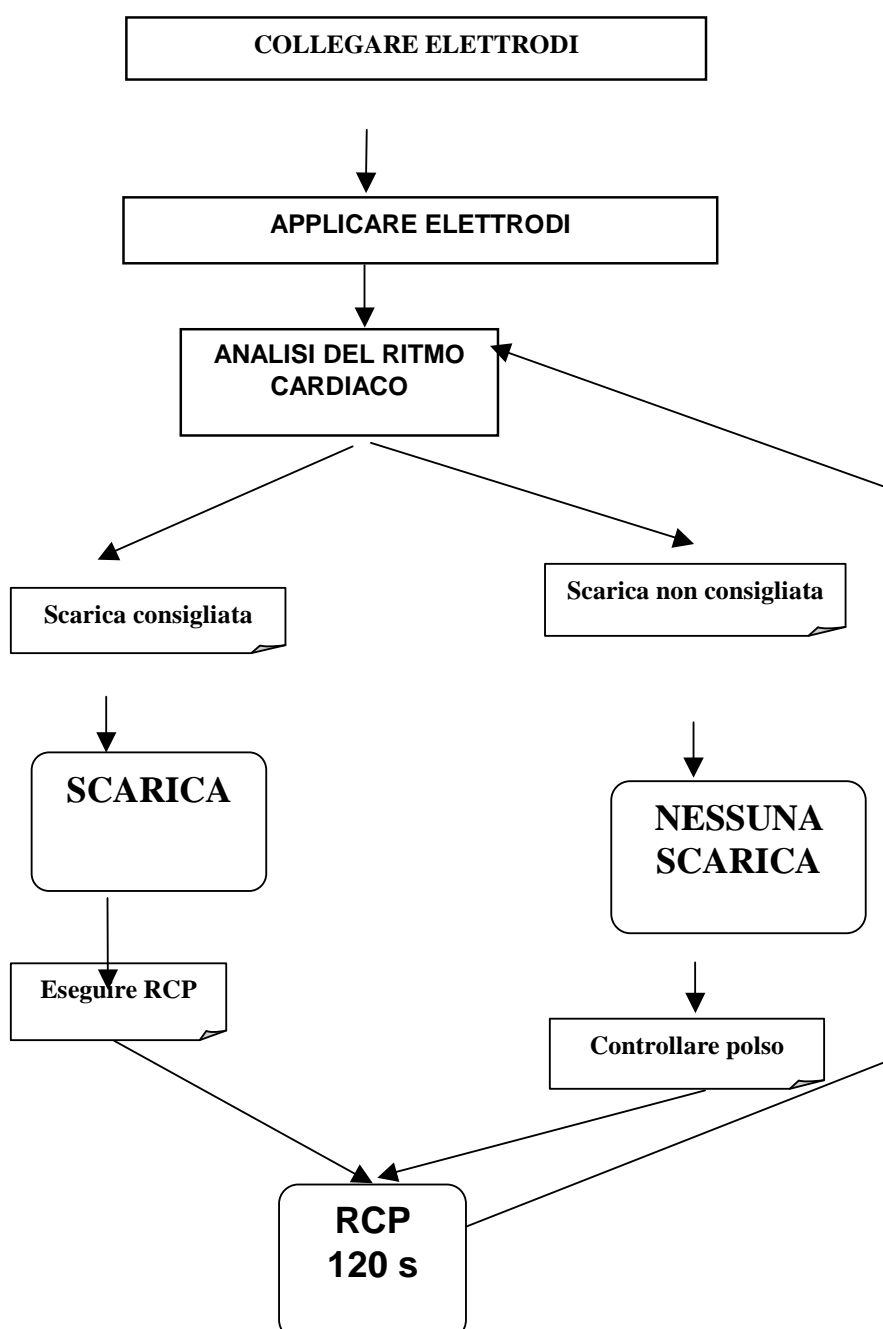 COLLEGARE ELETTRODI
APPLICARE ELETTRODI
ANALISI DEL RITMO
CARDIACO
Scarica consigliata
Scarica non consigliata
SCARICA
NESSUNA
SCARICA
Eseguire RCP
Controllare polso
RCP
120 s